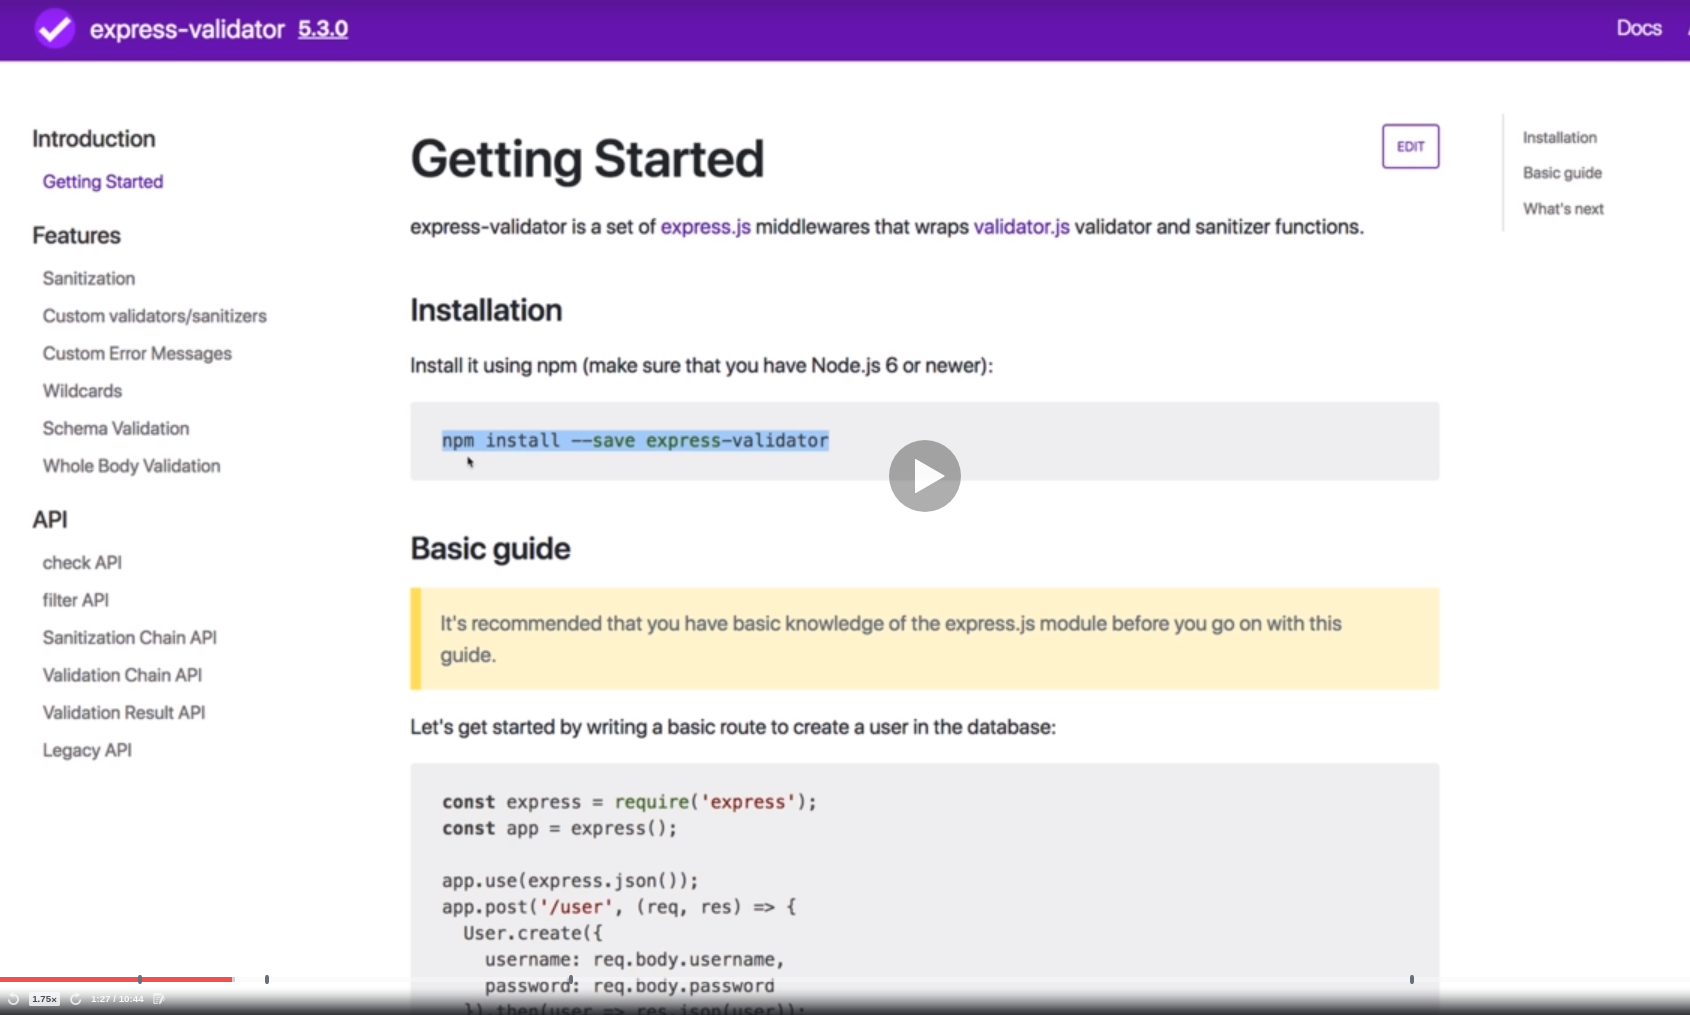 express-validator 5.3.0
Docs
Introduction
Getting Started
Features
Sanitization
Custom validators/sanitizers
Custom Error Messages
Wildcards
Schema Validation
Whole Body Validation
API
check API
filter API
Sanitization Chain API
Validation Chain API
Validation Result API
Legacy API
Getting Started
EDIT
express-validator is a set of express.js middlewares that wraps validator.js validator and sanitizer functions.
Installation
Install it using npm (make sure that you have Node.js 6 or newer):
npm install --save express-validator
Basic guide
It's recommended that you have basic knowledge of the express.js module before you go on with this
guide.
Let's get started by writing a basic route to create a user in the database:
const express = require('express');
const app = express();
app.use(express.json());
app.post('/user', (req, res) => {
User.create({
username: req.body.username,
password: req.body.password
}).then(user => res.json(user));
Installation
Basic guide
What's next
1.75x
1:27 / 10:44